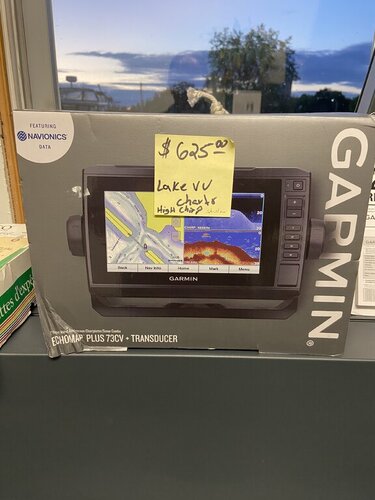 FEATURING
NAVIONICS®
DATA
$ 625.00
Lake VU
charts
High Chirp
GARMIN®
Back
Nav Info
Home
Mark
Menu
GARMIN
ECHOMAP PLUS 73CV + TRANSDUCER